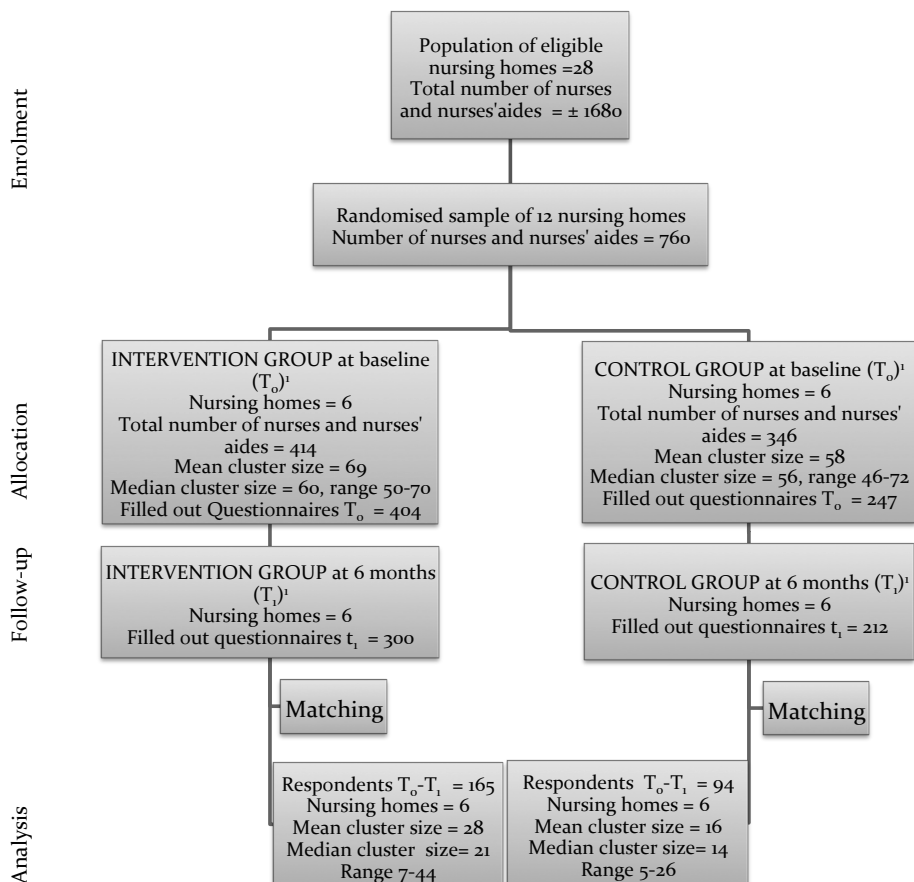 Enrolment
Population of eligible
nursing homes =28
Total number of nurses
and nurses'aides = ± 1680
Randomised sample of 12 nursing homes
Number of nurses and nurses' aides = 760
Allocation
INTERVENTION GROUP at baseline
(T₀)¹
Nursing homes = 6
Total number of nurses and nurses'
aides = 414
Mean cluster size = 69
Median cluster size = 60, range 50-70
Filled out Questionnaires T₀ = 404
CONTROL GROUP at baseline (T₀)¹
Nursing homes = 6
Total number of nurses and nurses'
aides = 346
Mean cluster size = 58
Median cluster size = 56, range 46-72
Filled out questionnaires T₀ = 247
Follow-up
INTERVENTION GROUP at 6 months
(T₁)¹
Nursing homes = 6
Filled out questionnaires t₁ = 300
CONTROL GROUP at 6 months (T₁)¹
Nursing homes = 6
Filled out questionnaires t₁ = 212
Matching
Matching
Analysis
Respondents T₀-T₁ = 165
Nursing homes = 6
Mean cluster size = 28
Median cluster size= 21
Range 7-44
Respondents T₀-T₁ = 94
Nursing homes = 6
Mean cluster size = 16
Median cluster size= 14
Range 5-26